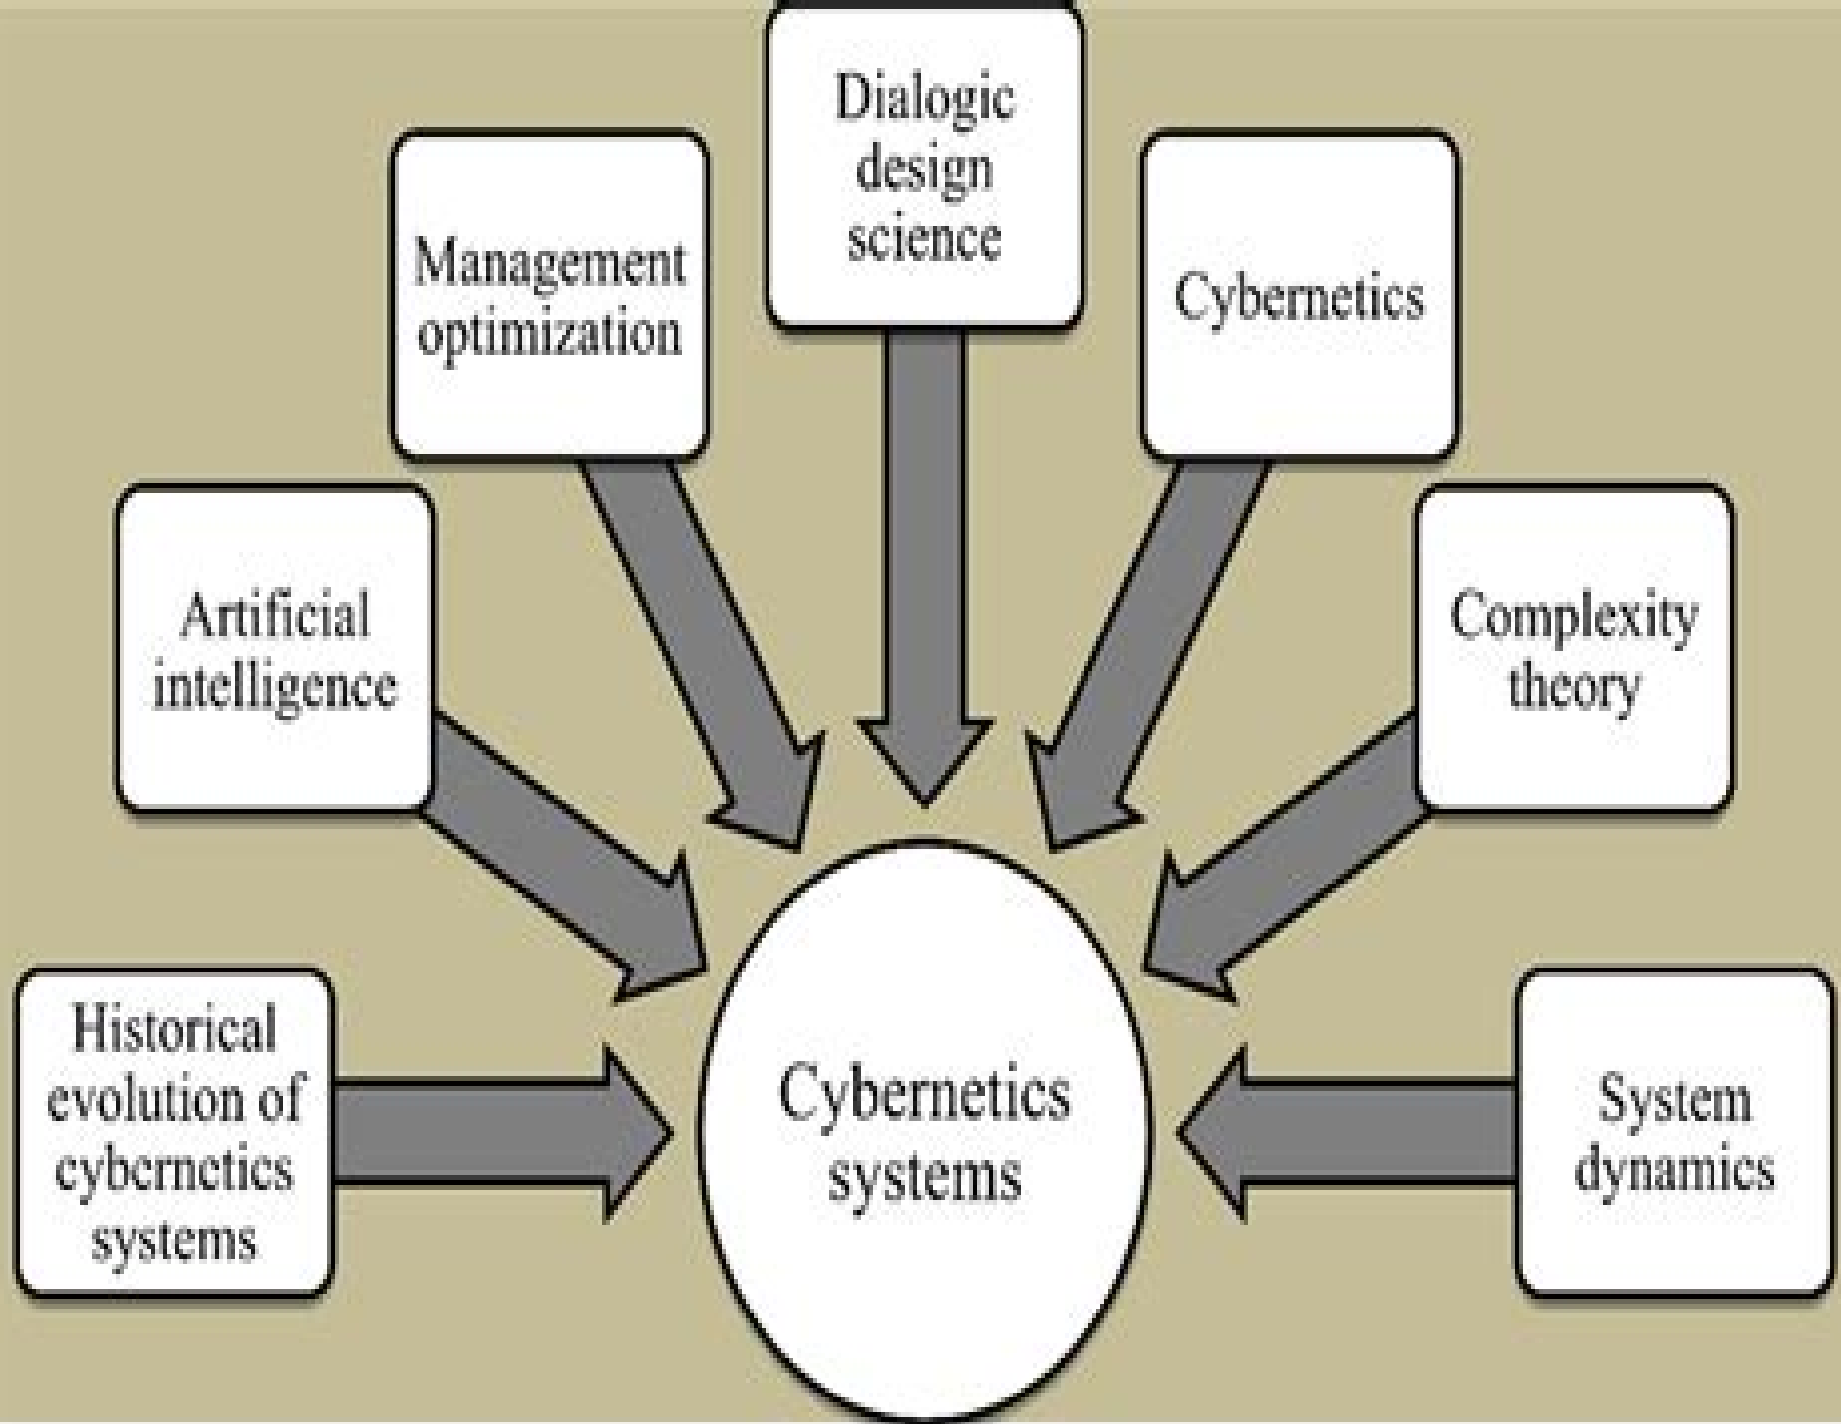 Dialogic
design
science
Management
optimization
Cybernetics
Artificial
intelligence
Complexity
theory
Historical
evolution of
cybernetics
systems
Cybernetics
systems
System
dynamics